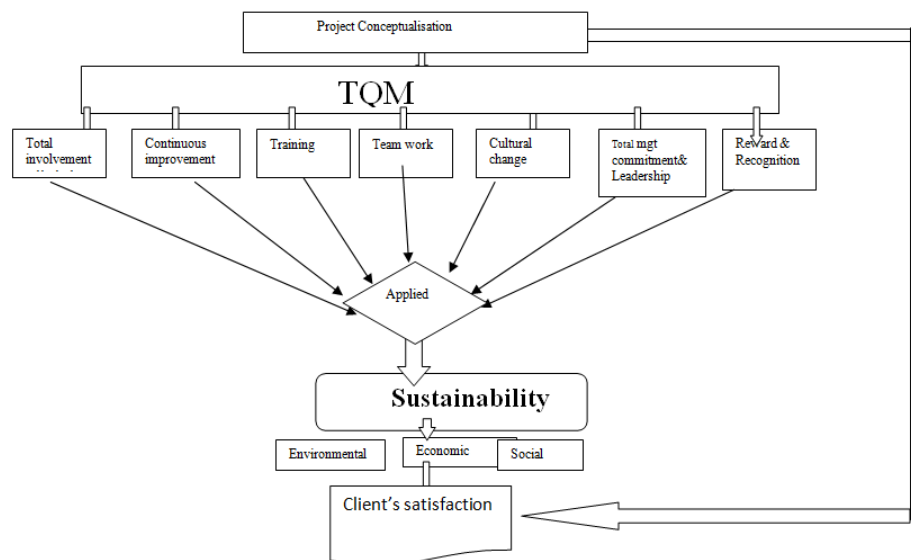 Project Conceptualisation
TQM
Total
involvement
Continuous
improvement
Training
Team work
Cultural
change
Total mgt
commitment&
Leadership
Reward &
Recognition
Applied
Sustainability
Environmental
Economic
Social
Client's satisfaction